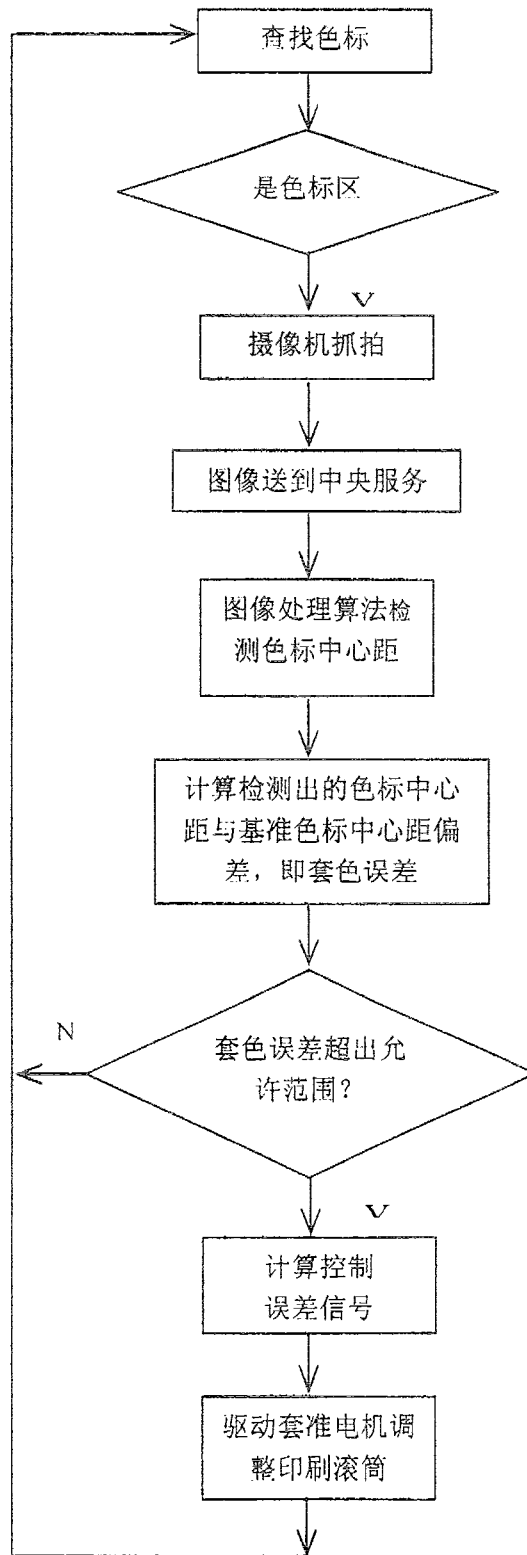 查找色标
是色标区
V
摄像机抓拍
图像送到中央服务
图像处理算法检
测色标中心距
计算检测出的色标中心
距与基准色标中心距偏
差，即套色误差
N
套色误差超出允
许范围？
V
计算控制
误差信号
驱动套准电机调
整印刷滚筒